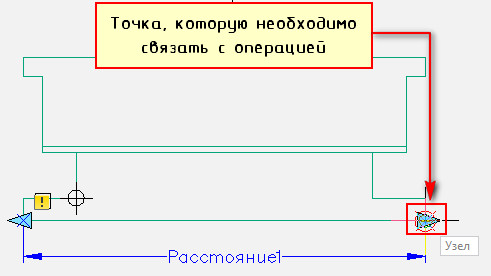 Точка, которую необходимо
связать с операцией
!
Узел
Расстояние1